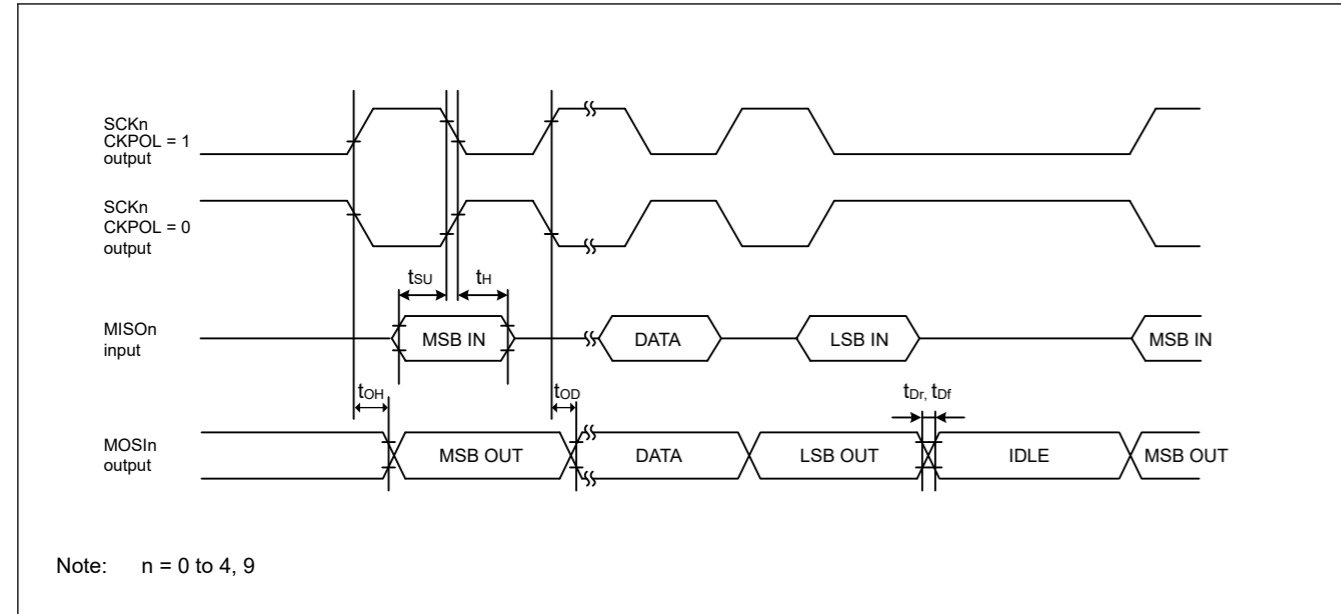 SCKn
CKPOL = 1
output
SCKn
CKPOL = 0
output
tSU
tH
MISOn
input
MSB IN
DATA
LSB IN
MSB IN
tOH
tOD
tDr, tDf
MOSIn
output
MSB OUT
DATA
LSB OUT
IDLE
MSB OUT
Note: n = 0 to 4, 9